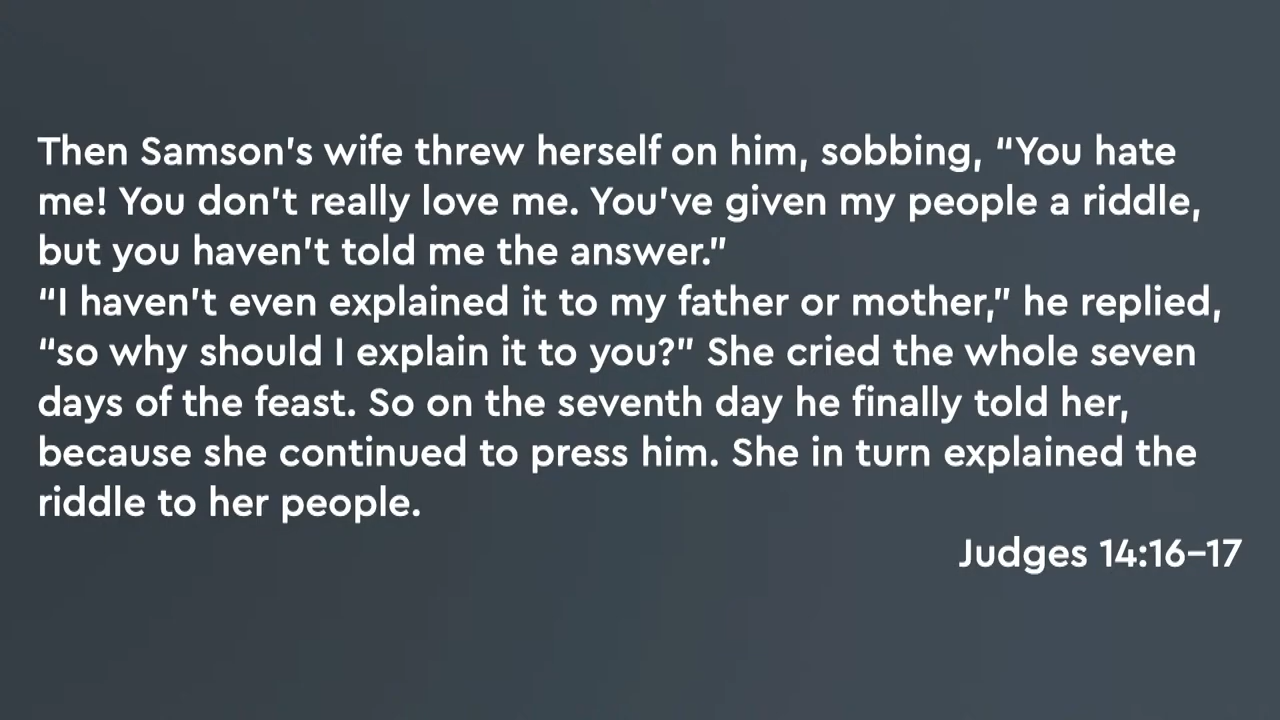 Then Samson's wife threw herself on him, sobbing, “You hate
me! You don't really love me. You've given my people a riddle,
but you haven't told me the answer.”
“I haven't even explained it to my father or mother,” he replied,
“so why should I explain it to you?” She cried the whole seven
days of the feast. So on the seventh day he finally told her,
because she continued to press him. She in turn explained the
riddle to her people.
Judges 14:16–17